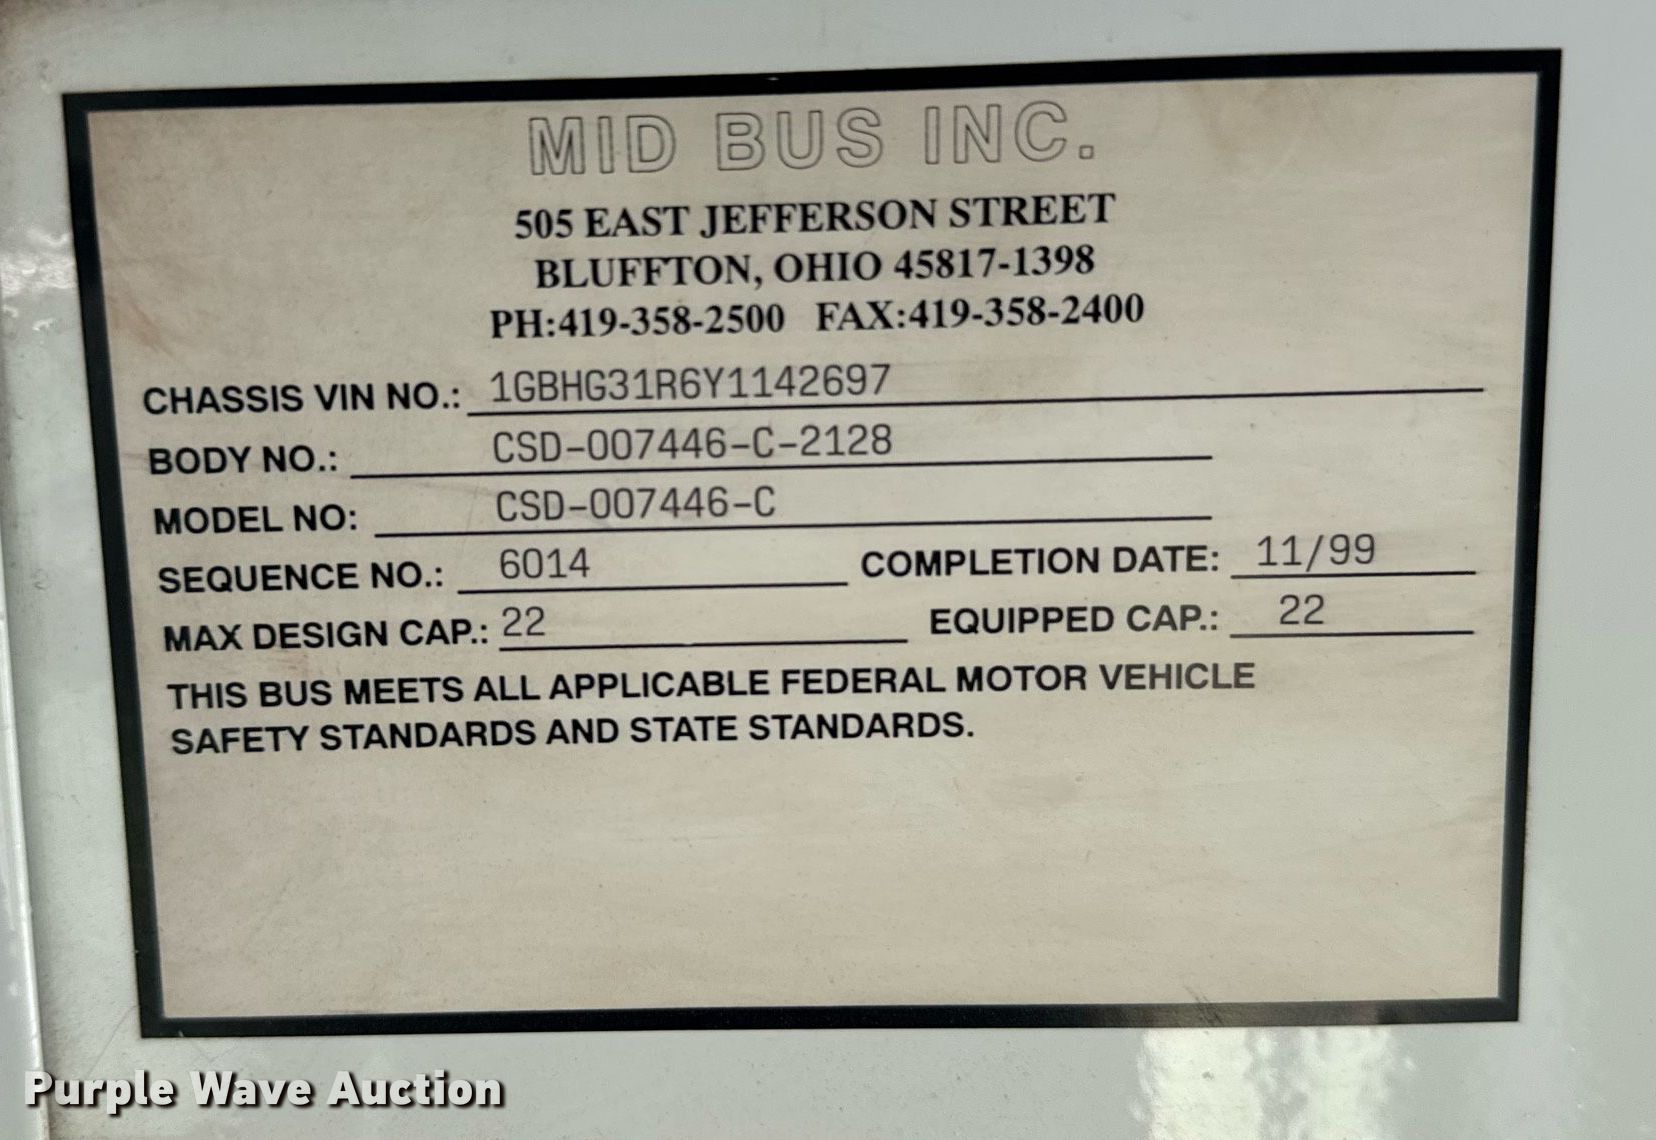 MID BUS INC.
505 EAST JEFFERSON STREET
BLUFFTON, OHIO 45817-1398
PH:419-358-2500 FAX:419-358-2400
CHASSIS VIN NO.: 1GBHG31R6Y1142697
BODY NO.: CSD-007446-C-2128
MODEL NO: CSD-007446-C
SEQUENCE NO.: 6014 COMPLETION DATE: 11/99
MAX DESIGN CAP.: 22 EQUIPPED CAP.: 22
THIS BUS MEETS ALL APPLICABLE FEDERAL MOTOR VEHICLE
SAFETY STANDARDS AND STATE STANDARDS.
Purple Wave Auction